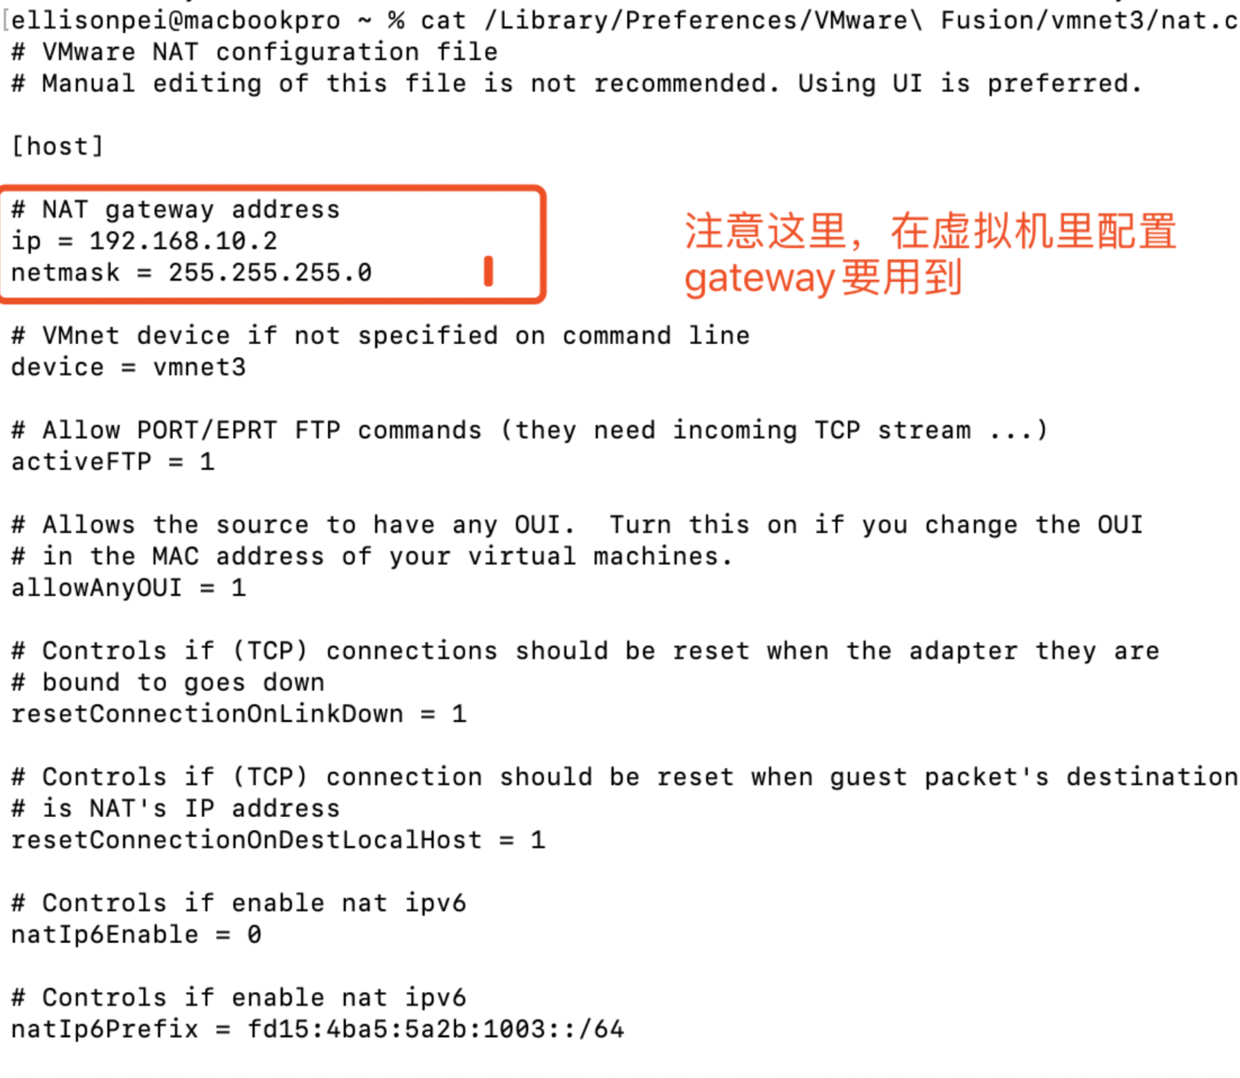 [ellisonpei@macbookpro ~ % cat /Library/Preferences/VMware\ Fusion/vmnet3/nat.c
# VMware NAT configuration file
# Manual editing of this file is not recommended. Using UI is preferred.
[host]
# NAT gateway address
ip = 192.168.10.2
netmask = 255.255.255.0
注意这里，在虚拟机里配置
gateway要用到
# VMnet device if not specified on command line
device = vmnet3
# Allow PORT/EPRT FTP commands (they need incoming TCP stream ...)
activeFTP = 1
# Allows the source to have any OUI.  Turn this on if you change the OUI
# in the MAC address of your virtual machines.
allowAnyOUI = 1
# Controls if (TCP) connections should be reset when the adapter they are
# bound to goes down
resetConnectionOnLinkDown = 1
# Controls if (TCP) connection should be reset when guest packet's destination
# is NAT's IP address
resetConnectionOnDestLocalHost = 1
# Controls if enable nat ipv6
natIp6Enable = 0
# Controls if enable nat ipv6
natIp6Prefix = fd15:4ba5:5a2b:1003::/64